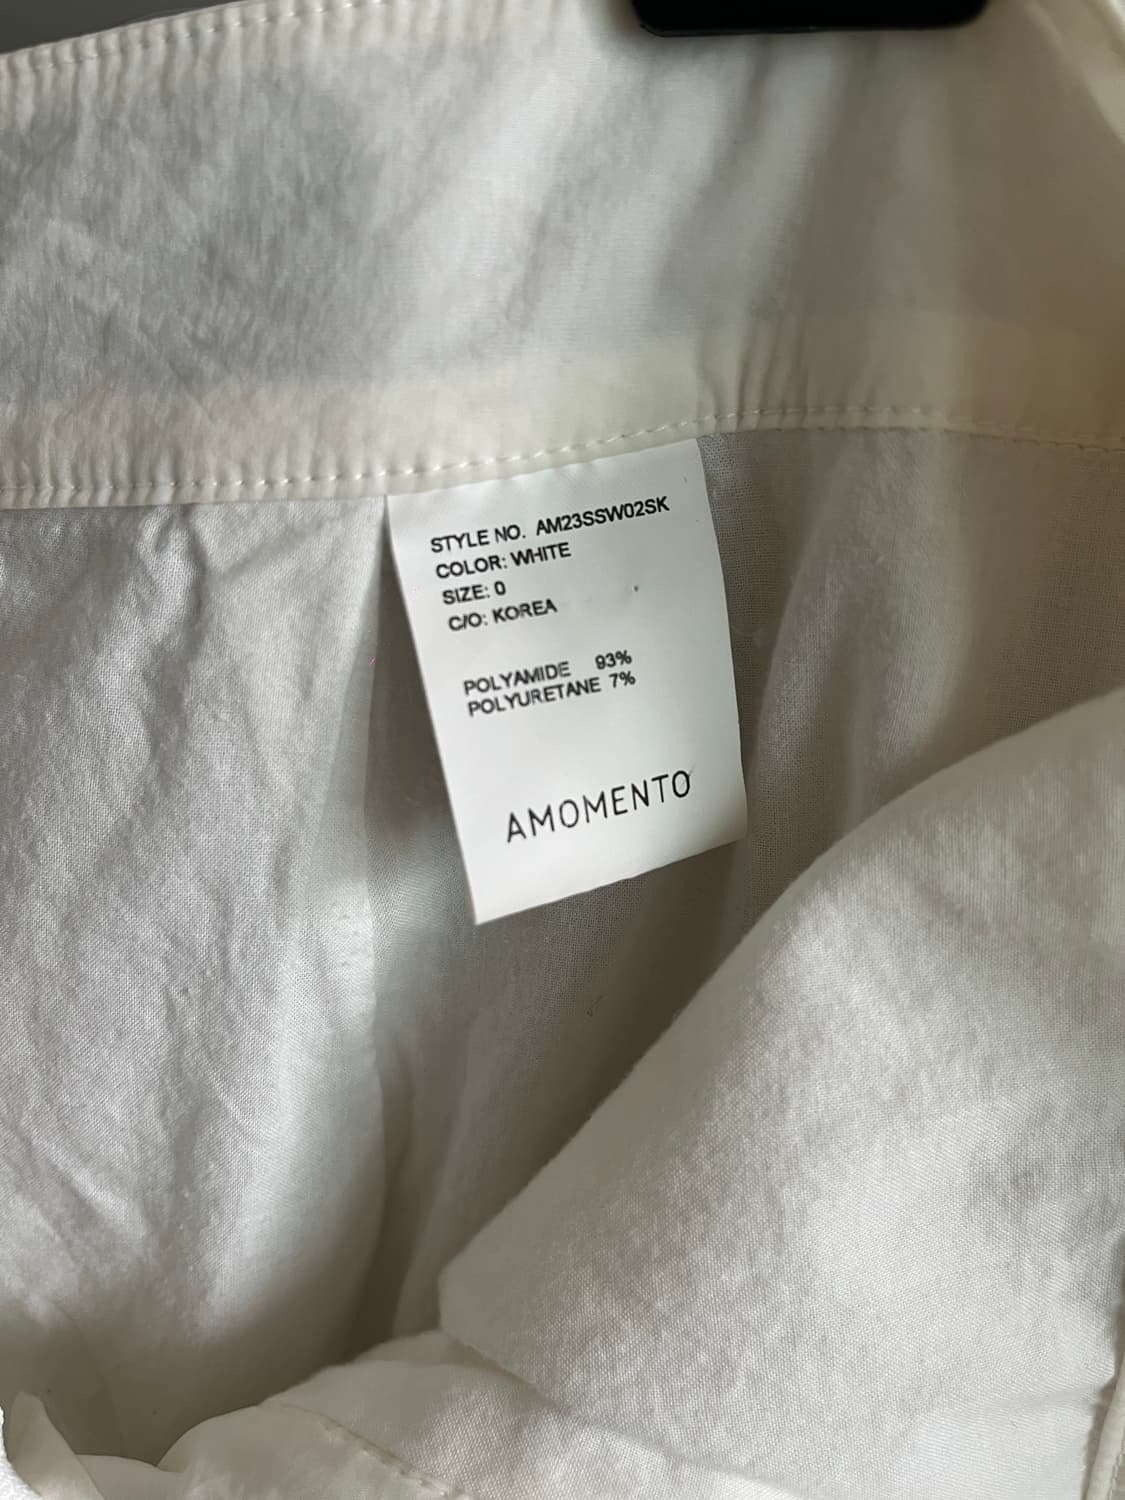 STYLE NO. AM23SSW02SK
COLOR: WHITE
SIZE: 0
C/O: KOREA
POLYAMIDE 93%
POLYURETANE 7%
AMOMENTO